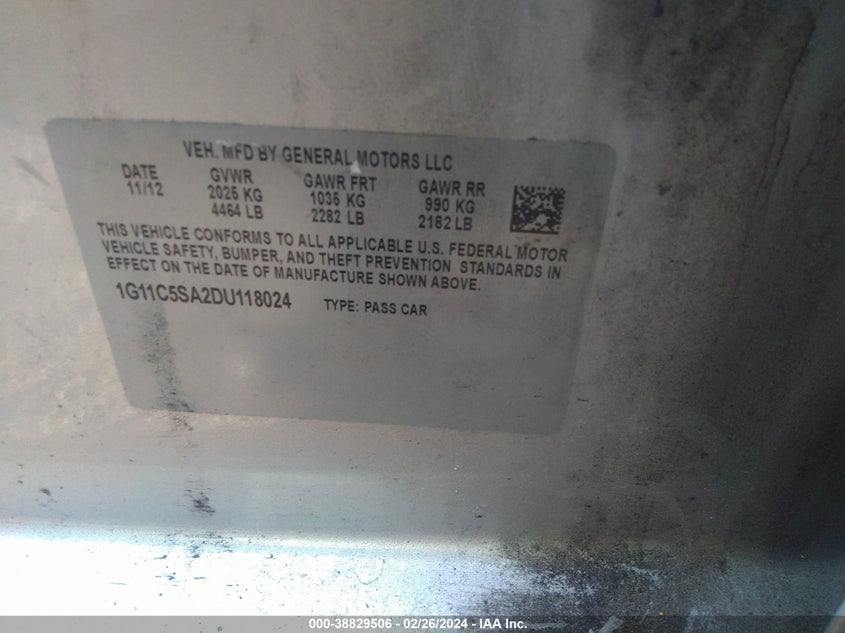 VEH. MFD BY GENERAL MOTORS LLC
DATE GVWR GAWR FRT GAWR RR
11/12 2025 KG 1035 KG 990 KG
4464 LB 2282 LB 2182 LB
THIS VEHICLE CONFORMS TO ALL APPLICABLE U.S. FEDERAL MOTOR
VEHICLE SAFETY, BUMPER, AND THEFT PREVENTION STANDARDS IN
EFFECT ON THE DATE OF MANUFACTURE SHOWN ABOVE.
1G11C5SA2DU118024 TYPE: PASS CAR
000-38829506 - 02/26/2024 - IAA Inc.